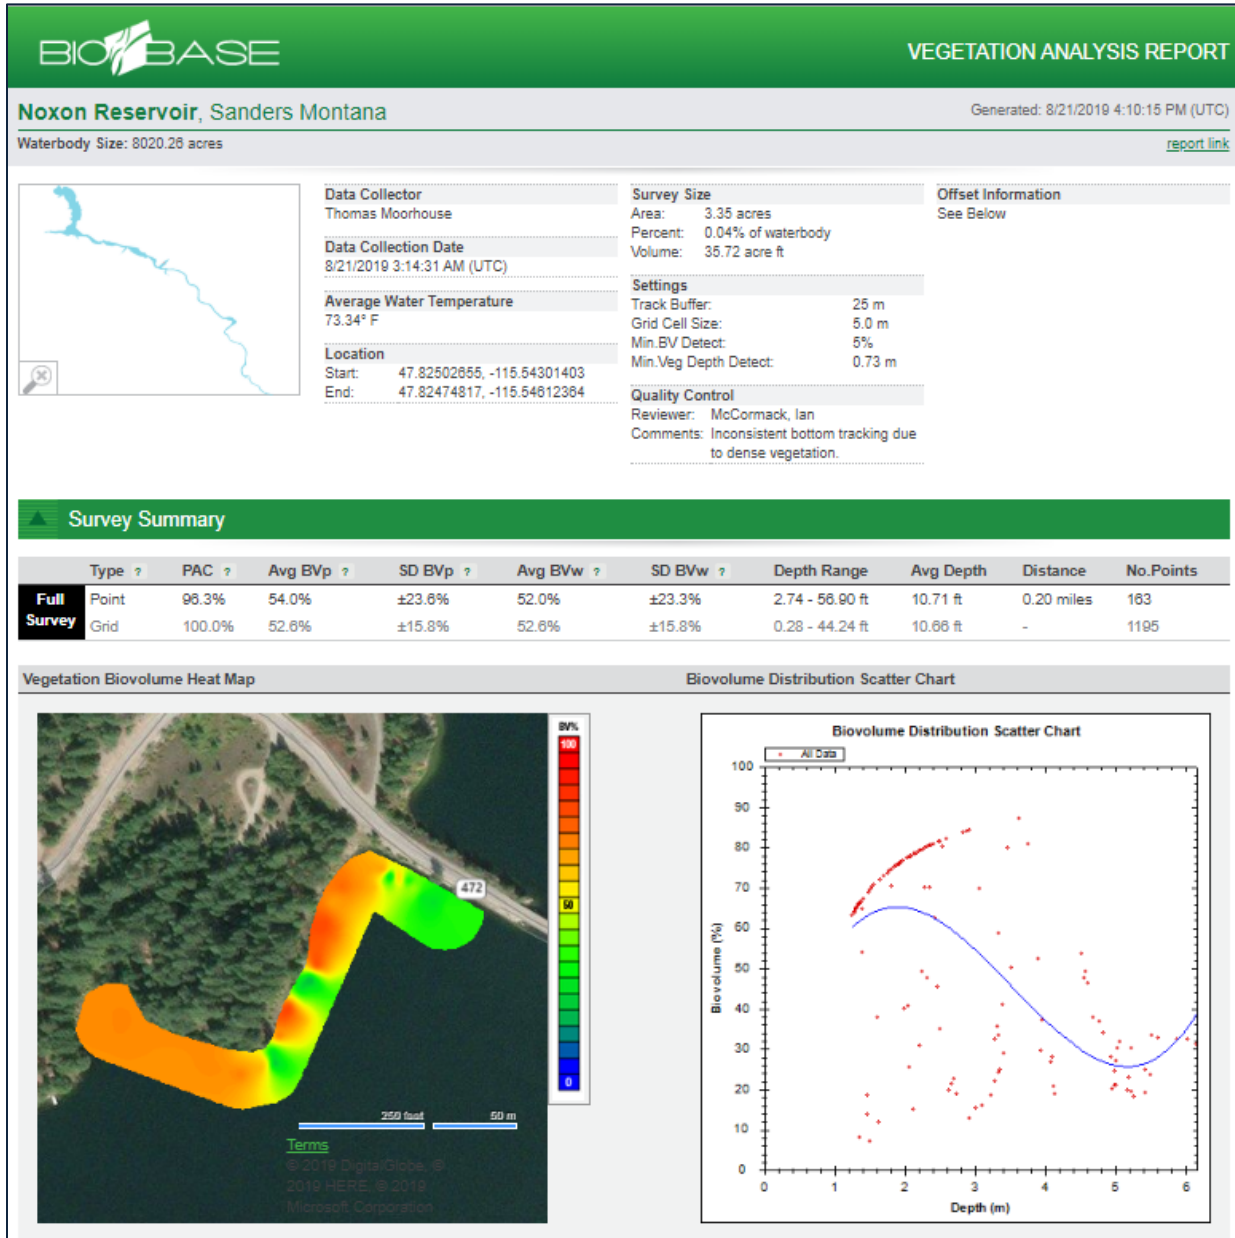 BIOBASE
VEGETATION ANALYSIS REPORT
Noxon Reservoir, Sanders Montana
Generated: 8/21/2019 4:10:15 PM (UTC)
Waterbody Size: 8020.26 acres
report link
Data Collector
Thomas Moorhouse
Data Collection Date
8/21/2019 3:14:31 AM (UTC)
Average Water Temperature
73.34° F
Location
Start: 47.82502655, -115.54301403
End: 47.82474817, -115.54612364
Survey Size
Area: 3.35 acres
Percent: 0.04% of waterbody
Volume: 35.72 acre ft
Settings
Track Buffer: 25 m
Grid Cell Size: 5.0 m
Min.BV Detect: 5%
Min.Veg Depth Detect: 0.73 m
Quality Control
Reviewer: McCormack, Ian
Comments: Inconsistent bottom tracking due
to dense vegetation.
Offset Information
See Below
Survey Summary
Type ? PAC ? Avg BVp ? SD BVp ? Avg BVw ? SD BVw ? Depth Range Avg Depth Distance No.Points
Full Survey
Point 96.3% 54.0% ±23.6% 52.0% ±23.3% 2.74 - 56.90 ft 10.71 ft 0.20 miles 163
Grid 100.0% 52.6% ±15.8% 52.6% ±15.8% 0.28 - 44.24 ft 10.66 ft - 1195
Vegetation Biovolume Heat Map
Biovolume Distribution Scatter Chart
472
250 feet 50 m
Terms
© 2019 DigitalGlobe, ©
2019 HERE, © 2019
Microsoft Corporation
BV%
100
50
0
Biovolume Distribution Scatter Chart
All Data
100
90
80
70
60
50
40
30
20
10
0
Biovolume (%)
0 1 2 3 4 5 6
Depth (m)